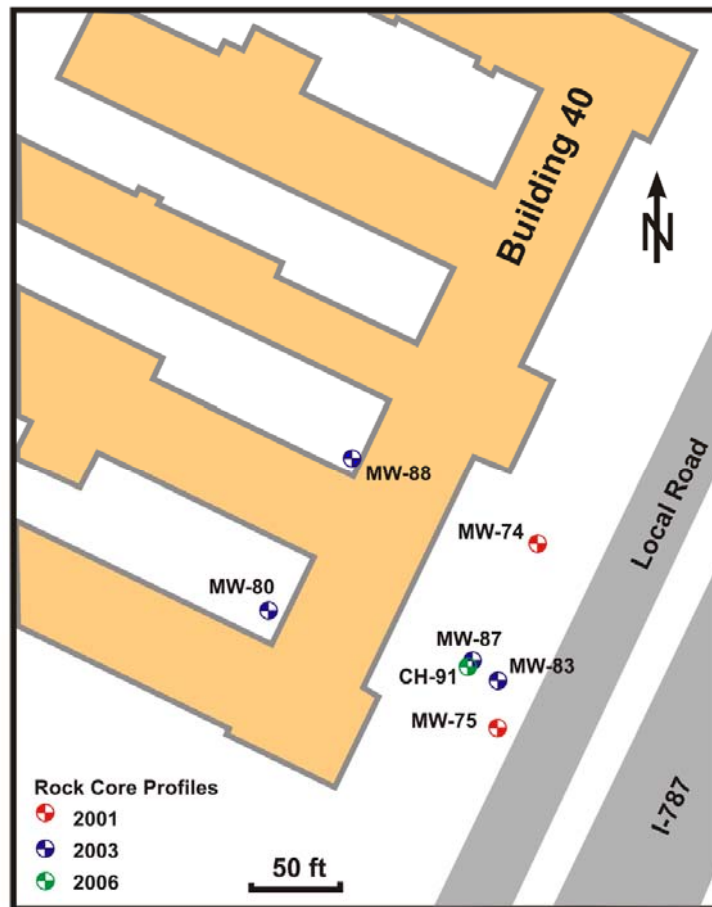 Building 40
N
MW-88
MW-74
Local Road
MW-80
MW-87
CH-91
MW-83
MW-75
Rock Core Profiles
2001
2003
2006
50 ft
I-787